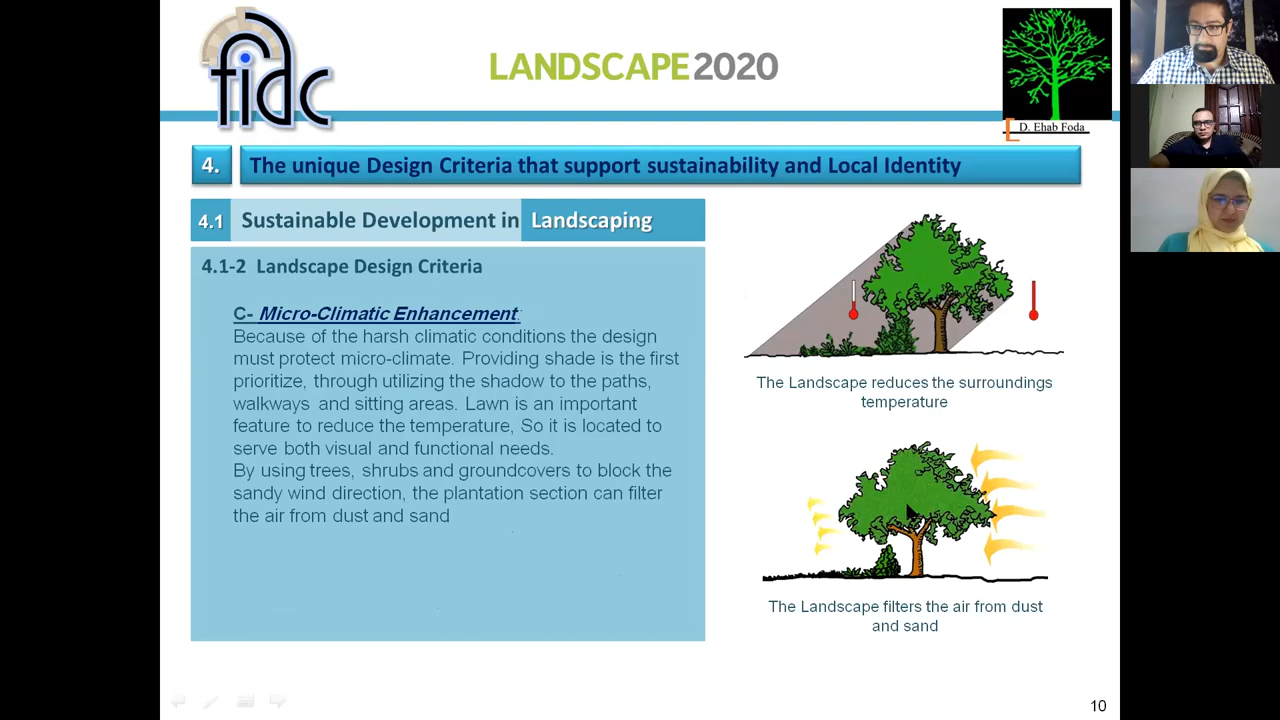 fidc
LANDSCAPE2020
D. Ehab Foda
4.
The unique Design Criteria that support sustainability and Local Identity
4.1
Sustainable Development in Landscaping
4.1-2 Landscape Design Criteria
C- Micro-Climatic Enhancement:
Because of the harsh climatic conditions the design
must protect micro-climate. Providing shade is the first
prioritize, through utilizing the shadow to the paths,
walkways and sitting areas. Lawn is an important
feature to reduce the temperature, So it is located to
serve both visual and functional needs.
By using trees, shrubs and groundcovers to block the
sandy wind direction, the plantation section can filter
the air from dust and sand
The Landscape reduces the surroundings
temperature
The Landscape filters the air from dust
and sand
10